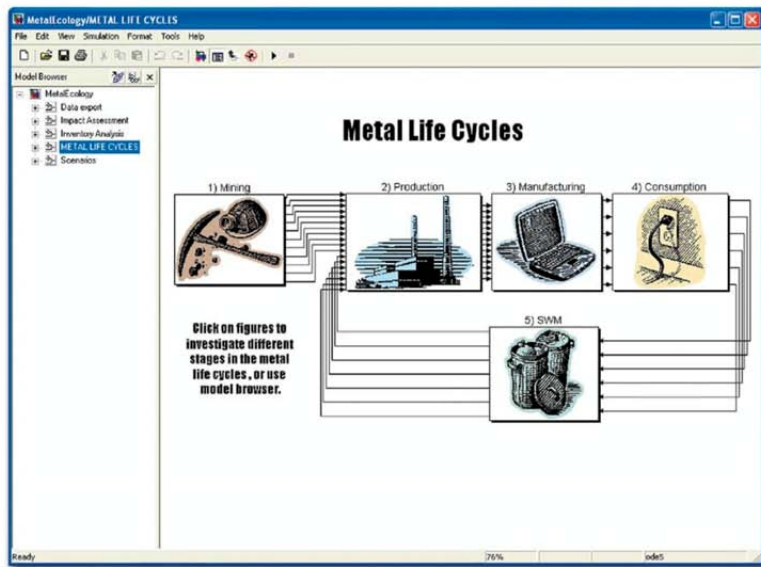 MetalEcology/METAL LIFE CYCLES
File Edit View Simulation Format Tools Help
Model Browser
MetalEcology
Data export
Impact Assessment
Inventory Analysis
METAL LIFE CYCLES
Scenarios
Metal Life Cycles
1) Mining
2) Production
3) Manufacturing
4) Consumption
Click on figures to
investigate different
stages in the metal
life cycles, or use
model browser.
5) SWM
Ready
76%
ode5